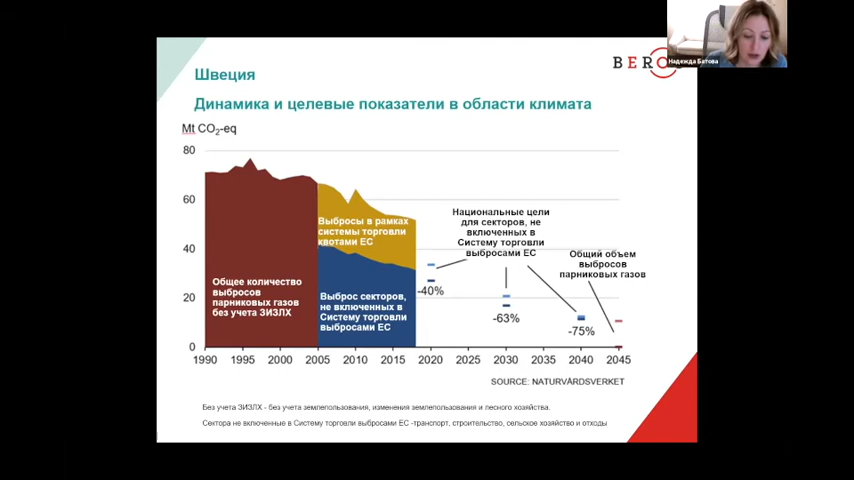 Надежда Батова
BERO
Швеция
Динамика и целевые показатели в области климата
Mt CO₂-eq
80
60
40
20
0
Общее количество
выбросов
парниковых газов
без учета ЗИЗЛХ
Выбросы в рамках
системы торговли
квотами ЕС
Выброс секторов,
не включенных в
Систему торговли
выбросами ЕС
Национальные цели
для секторов, не
включенных в
Систему торговли
выбросами ЕС
Общий объем
выбросов
парниковых газов
-40%
-63%
-75%
1990 1995 2000 2005 2010 2015 2020 2025 2030 2035 2040 2045
SOURCE: NATURVÅRDSVERKET
Без учета ЗИЗЛХ - без учета землепользования, изменения землепользования и лесного хозяйства.
Сектора не включенные в Систему торговли выбросами ЕС -транспорт, строительство, сельское хозяйство и отходы